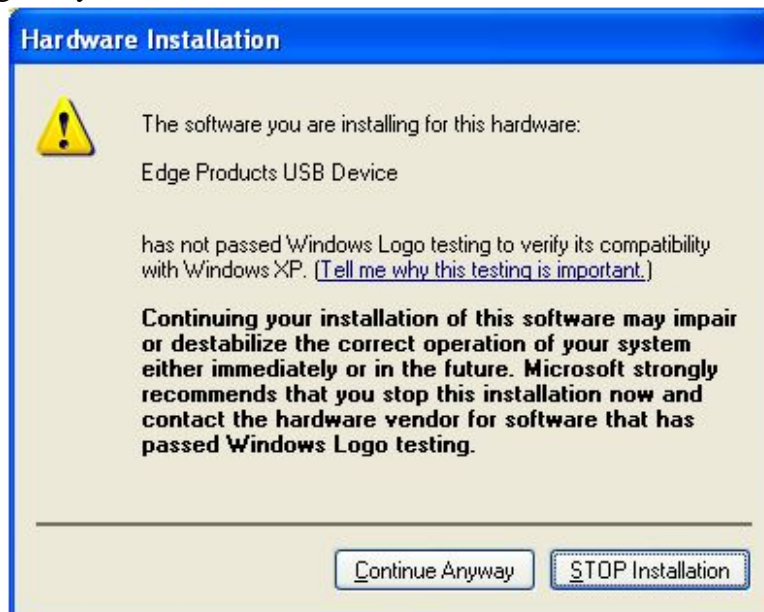 Hardware Installation
The software you are installing for this hardware:
Edge Products USB Device
has not passed Windows Logo testing to verify its compatibility
with Windows XP. (Tell me why this testing is important.)
Continuing your installation of this software may impair
or destabilize the correct operation of your system
either immediately or in the future. Microsoft strongly
recommends that you stop this installation now and
contact the hardware vendor for software that has
passed Windows Logo testing.
Continue Anyway
STOP Installation